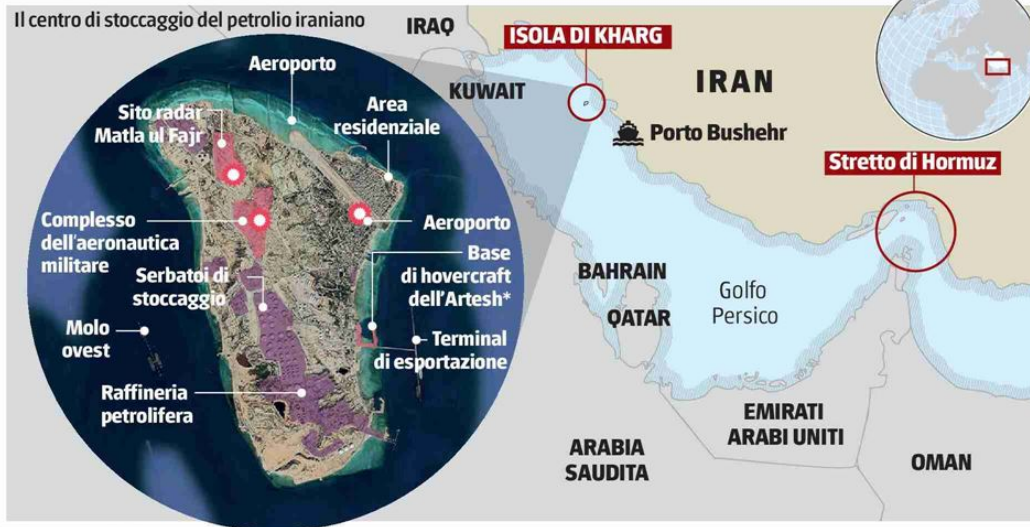 Il centro di stoccaggio del petrolio iraniano
Aeroporto
Sito radar
Matla ul Fajr
Area
residenziale
Complesso
dell'aeronautica
militare
Aeroporto
Serbatoi di
stoccaggio
Base
di hovercraft
dell'Artesh*
Molo
ovest
Terminal
di esportazione
Raffineria
petrolifera
IRAQ
ISOLA DI KHARG
KUWAIT
IRAN
Porto Bushehr
Stretto di Hormuz
BAHRAIN
QATAR
Golfo
Persico
EMIRATI
ARABI UNITI
ARABIA
SAUDITA
OMAN